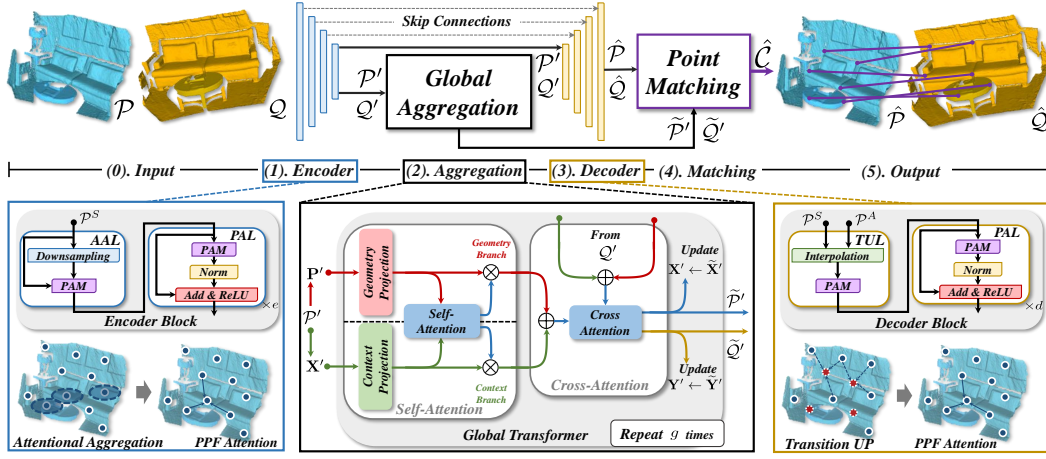 Skip Connections
P
Q
P′
Q′
Global
Aggregation
P′
Q′
P̂
Q̂
Point
Matching
Ĉ
P̃′ Q̃′
P̂
Q̂
(0). Input
(1). Encoder
(2). Aggregation
(3). Decoder
(4). Matching
(5). Output
P^S
AAL
Downsampling
PAM
PAL
PAM
Norm
Add & ReLU
×e
Encoder Block
Attentional Aggregation
PPF Attention
P′
P′
X′
Geometry
Projection
Context
Projection
Self-
Attention
Geometry
Branch
Context
Branch
Self-Attention
From
Q′
Cross
Attention
Cross-Attention
Update
X′ ← X̃′
P̃′
Q̃′
Update
Y′ ← Ỹ′
Global Transformer
Repeat g times
P^S
P^A
TUL
Interpolation
PAM
PAL
PAM
Norm
Add & ReLU
×d
Decoder Block
Transition UP
PPF Attention